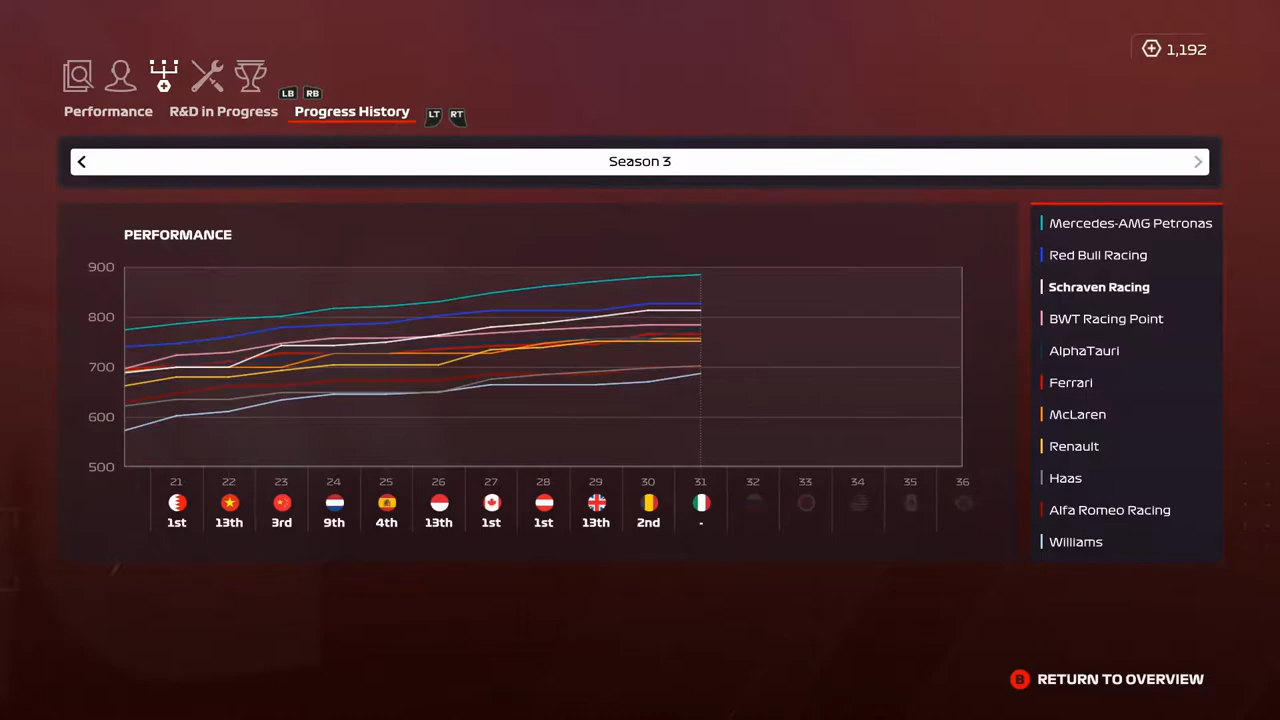 1,192
LB RB
Performance R&D in Progress Progress History LT RT
Season 3
PERFORMANCE
900
800
700
600
500
21 22 23 24 25 26 27 28 29 30 31 32 33 34 35 36
1st 13th 3rd 9th 4th 13th 1st 1st 13th 2nd -
Mercedes-AMG Petronas
Red Bull Racing
Schraven Racing
BWT Racing Point
AlphaTauri
Ferrari
McLaren
Renault
Haas
Alfa Romeo Racing
Williams
B RETURN TO OVERVIEW